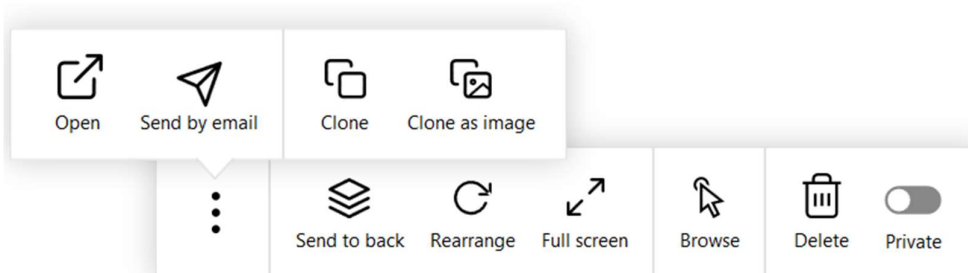 Open
Send by email
Clone
Clone as image
Send to back
Rearrange
Full screen
Browse
Delete
Private